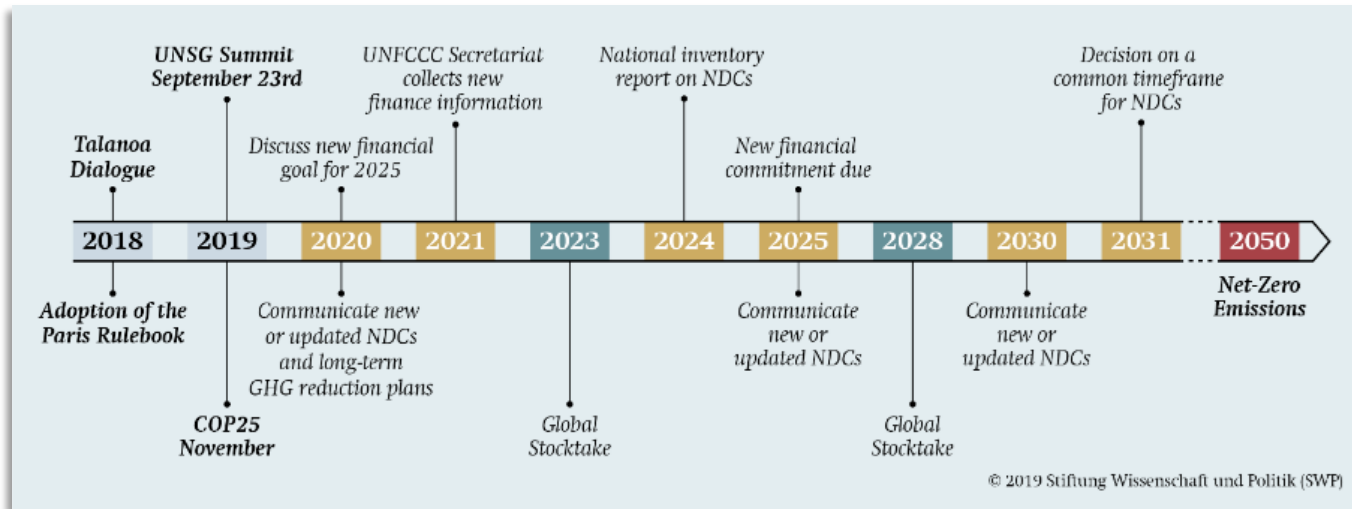 UNSG Summit
September 23rd
UNFCCC Secretariat
collects new
finance information
National inventory
report on NDCs
Decision on a
common timeframe
for NDCs
Talanoa
Dialogue
Discuss new financial
goal for 2025
New financial
commitment due
2018
2019
2020
2021
2023
2024
2025
2028
2030
2031
2050
Adoption of the
Paris Rulebook
Communicate new
or updated NDCs
and long-term
GHG reduction plans
Communicate
new or
updated NDCs
Communicate
new or
updated NDCs
Net-Zero
Emissions
COP25
November
Global
Stocktake
Global
Stocktake
© 2019 Stiftung Wissenschaft und Politik (SWP)